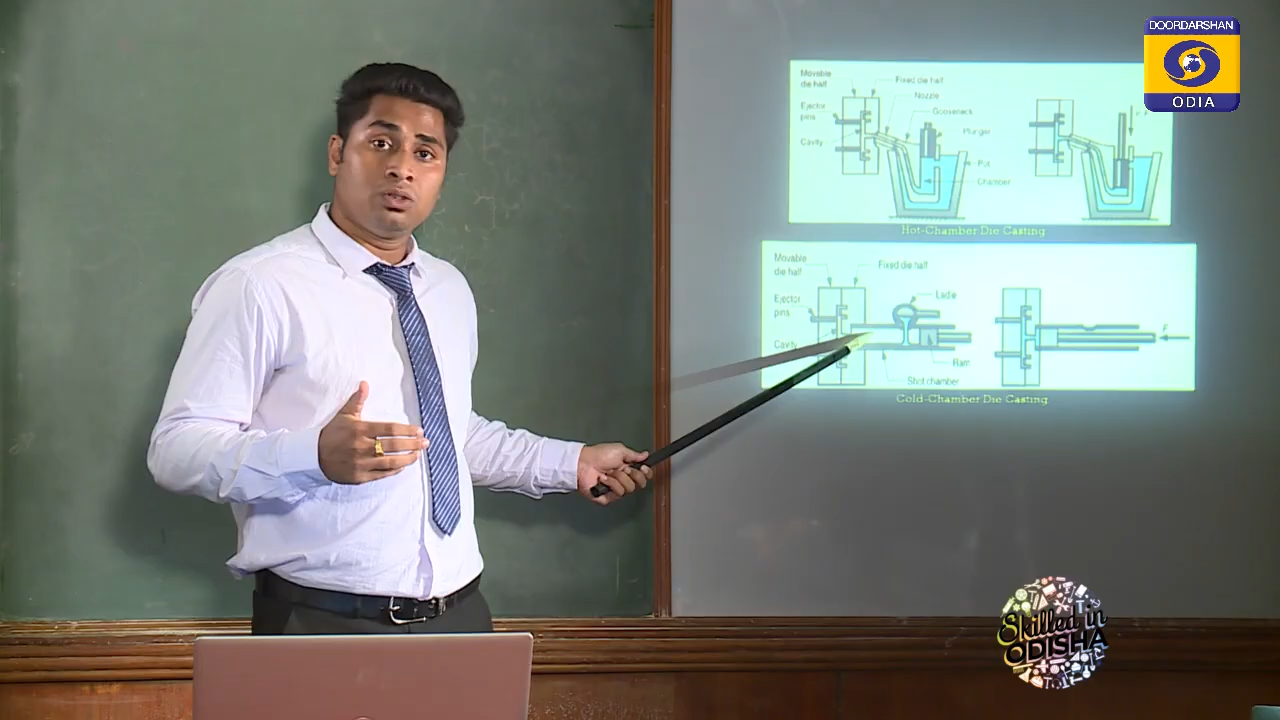 DOORDARSHAN
ODIA
Movable
die half
Fixed die half
Nozzle
Gooseneck
Ejector
pins
Plunger
Cavity
Pot
Chamber
Hot-Chamber Die Casting
Movable
die half
Fixed die half
Ladle
Ejector
pins
Cavity
Ram
Shot chamber
F
Cold-Chamber Die Casting
Skilled in
ODISHA